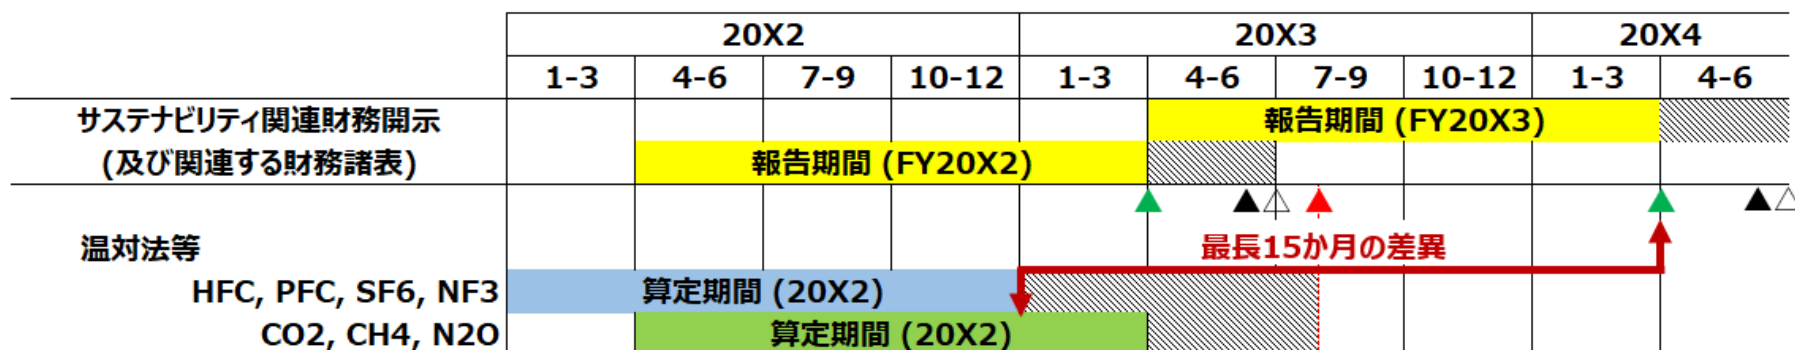 20X2 20X3 20X4
1-3 4-6 7-9 10-12 1-3 4-6 7-9 10-12 1-3 4-6
サステナビリティ関連財務開示 報告期間 (FY20X3)
(及び関連する財務諸表) 報告期間 (FY20X2)
温対法等 最長15か月の差異
HFC, PFC, SF6, NF3 算定期間 (20X2)
CO2, CH4, N2O 算定期間 (20X2)